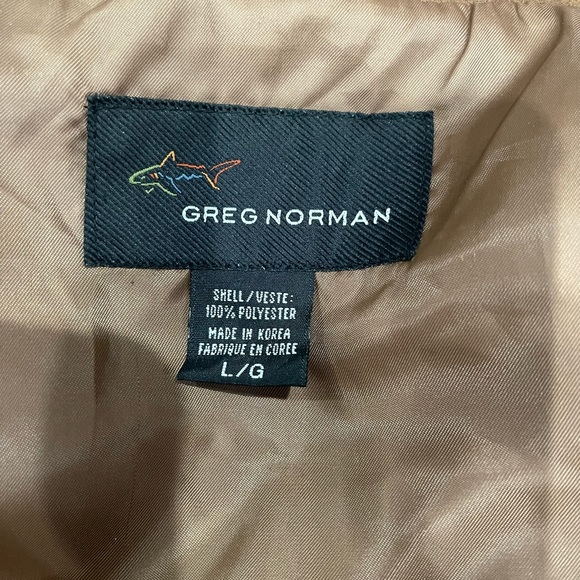 GREG NORMAN
SHELL/VESTE:
100% POLYESTER
MADE IN KOREA
FABRIQUE EN COREE
L/G